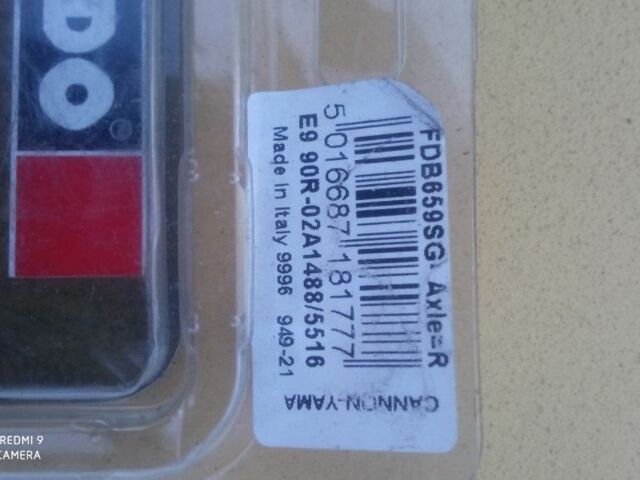 DO
®
FDB659SG Axle=R
5 016687 181777
E9 90R-02A1488/5516
Made in Italy 9996 949-21
CANNON-YAMA
REDMI 9
CAMERA